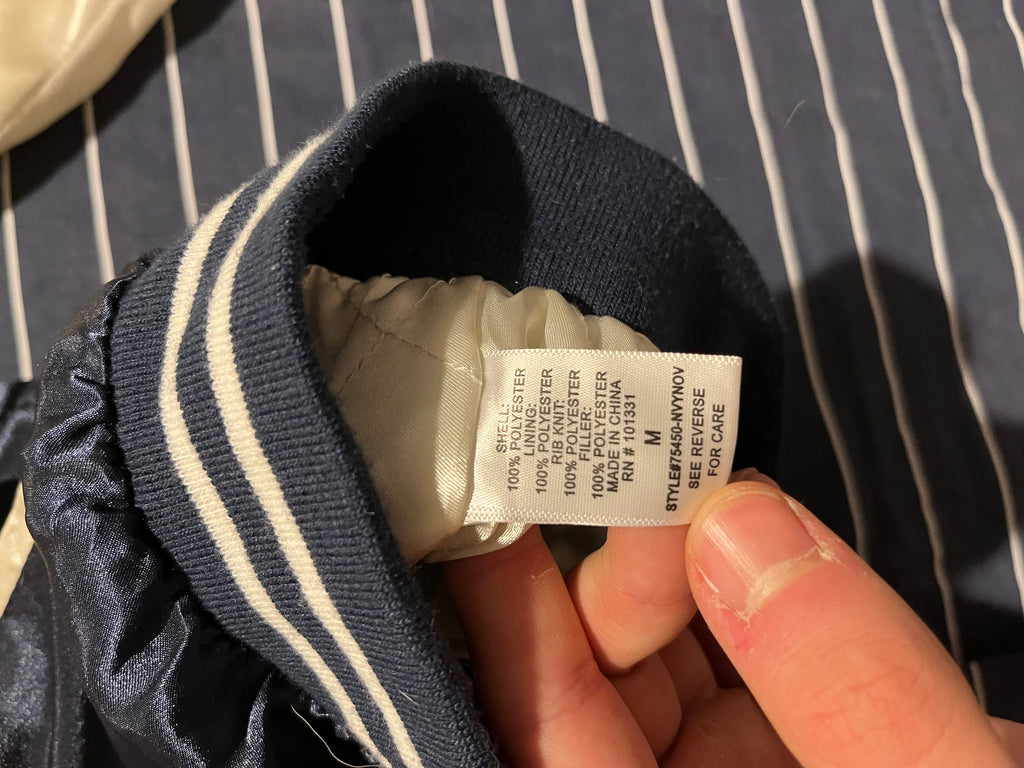 SHELL:
100% POLYESTER
LINING:
100% POLYESTER
RIB KNIT:
100% POLYESTER
FILLER:
100% POLYESTER
MADE IN CHINA
RN # 101331
M
STYLE#75450-NVYNOV
SEE REVERSE
FOR CARE